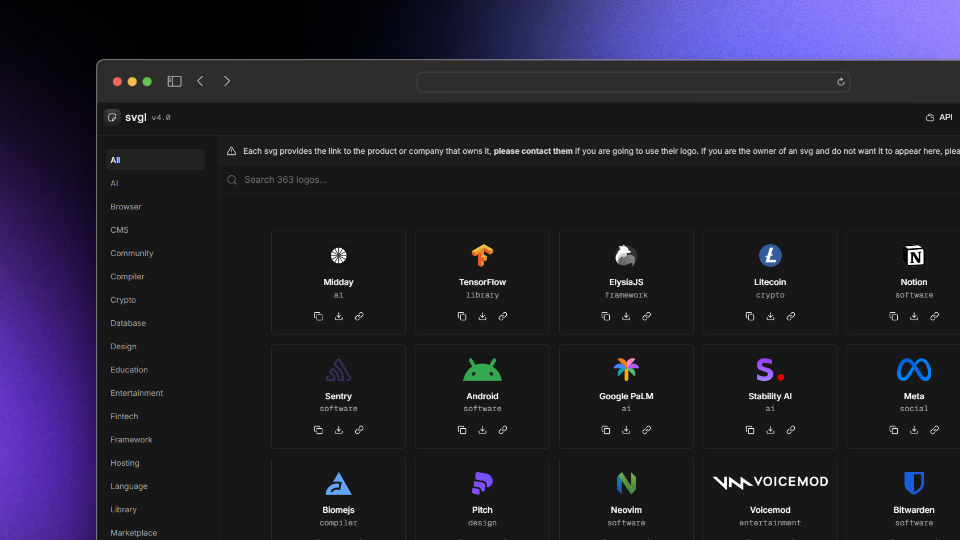 svgl v4.0
API
All
AI
Browser
CMS
Community
Compiler
Crypto
Database
Design
Education
Entertainment
Fintech
Framework
Hosting
Language
Library
Marketplace
Each svg provides the link to the product or company that owns it, please contact them if you are going to use their logo. If you are the owner of an svg and do not want it to appear here, plea
Search 363 logos...
Midday
ai
TensorFlow
library
ElysiaJS
framework
Litecoin
crypto
Notion
software
Sentry
software
Android
software
Google PaLM
ai
S.
Stability AI
ai
Meta
social
Biomejs
compiler
Pitch
design
Neovim
software
VOICEMOD
Voicemod
entertainment
Bitwarden
software